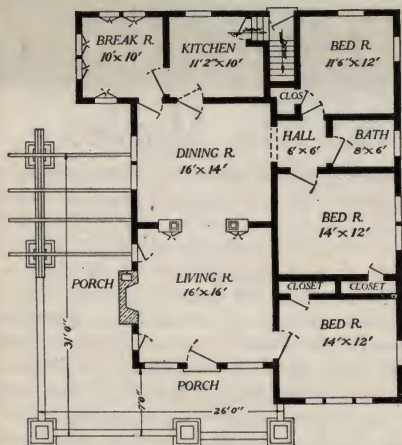 BREAK R.
10'x 10'
KITCHEN
11'2"x 10'
BED R.
11'6"x 12'
CLOS
HALL
6'x 6'
BATH
8'x 6'
DINING R.
16'x 14'
BED R.
14'x 12'
CLOSET
CLOSET
LIVING R.
16'x 16'
PORCH
31'0"
BED R.
14'x 12'
PORCH
7'0"
26'0"